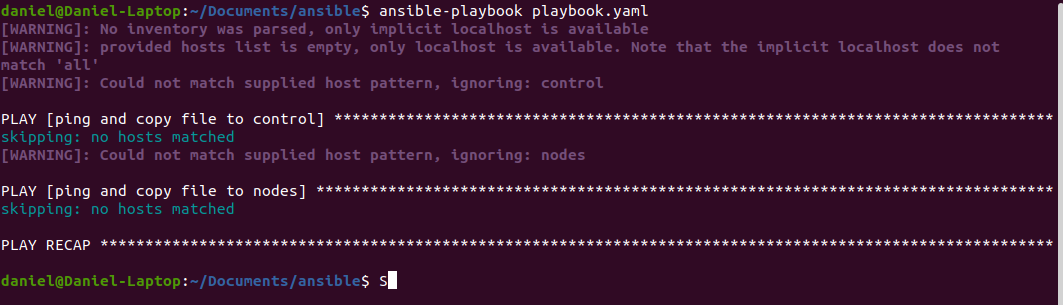 daniel@Daniel-Laptop:~/Documents/ansible$ ansible-playbook playbook.yaml
[WARNING]: No inventory was parsed, only implicit localhost is available
[WARNING]: provided hosts list is empty, only localhost is available. Note that the implicit localhost does not
match 'all'
[WARNING]: Could not match supplied host pattern, ignoring: control
PLAY [ping and copy file to control] ********************************************************************************
skipping: no hosts matched
[WARNING]: Could not match supplied host pattern, ignoring: nodes
PLAY [ping and copy file to nodes] **********************************************************************************
skipping: no hosts matched
PLAY RECAP **********************************************************************************************************
daniel@Daniel-Laptop:~/Documents/ansible$ S